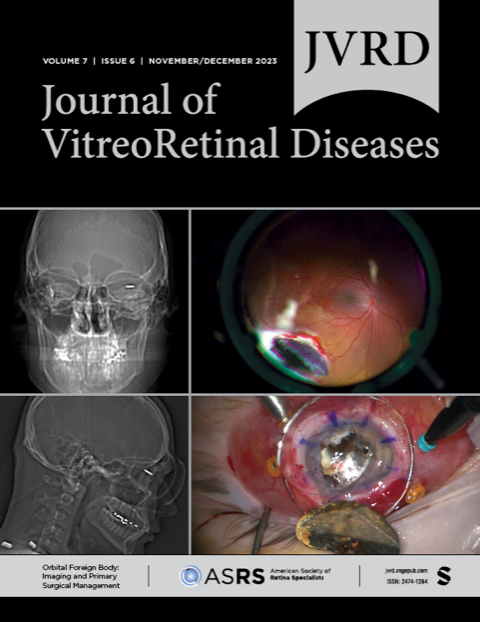 VOLUME 7 | ISSUE 6 | NOVEMBER/DECEMBER 2023
JVRD
Journal of
VitreoRetinal Diseases
Orbital Foreign Body:
Imaging and Primary
Surgical Management
ASRS
American Society of
Retina Specialists
jvrd.sagepub.com
ISSN: 2474-1264